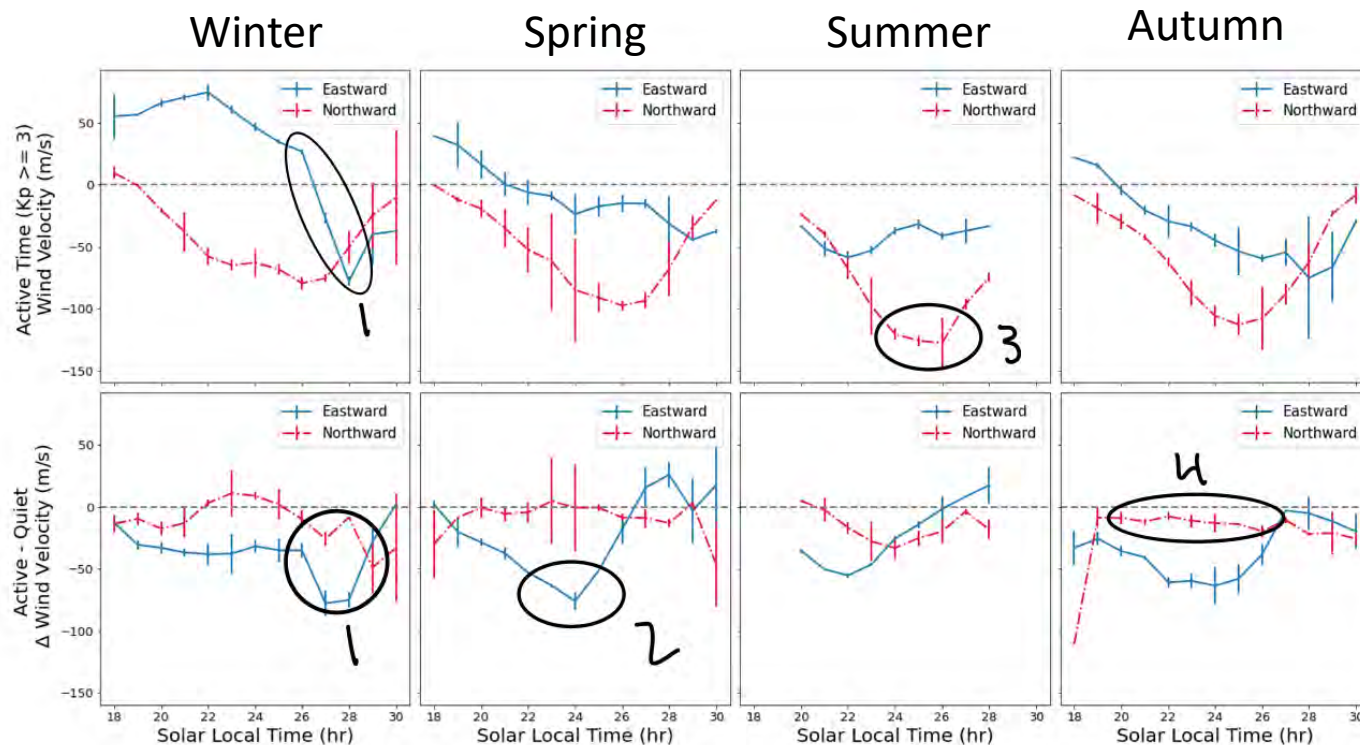 Winter Spring Summer Autumn
Eastward
Northward
Eastward
Northward
Eastward
Northward
Eastward
Northward
Active Time (Kp >= 3)
Wind Velocity (m/s)
50
0
−50
−100
−150
1
3
Eastward
Northward
Eastward
Northward
Eastward
Northward
Eastward
Northward
Active - Quiet
Δ Wind Velocity (m/s)
50
0
−50
−100
−150
1
2
4
18 20 22 24 26 28 30 18 20 22 24 26 28 30 18 20 22 24 26 28 30 18 20 22 24 26 28 30
Solar Local Time (hr) Solar Local Time (hr) Solar Local Time (hr) Solar Local Time (hr)